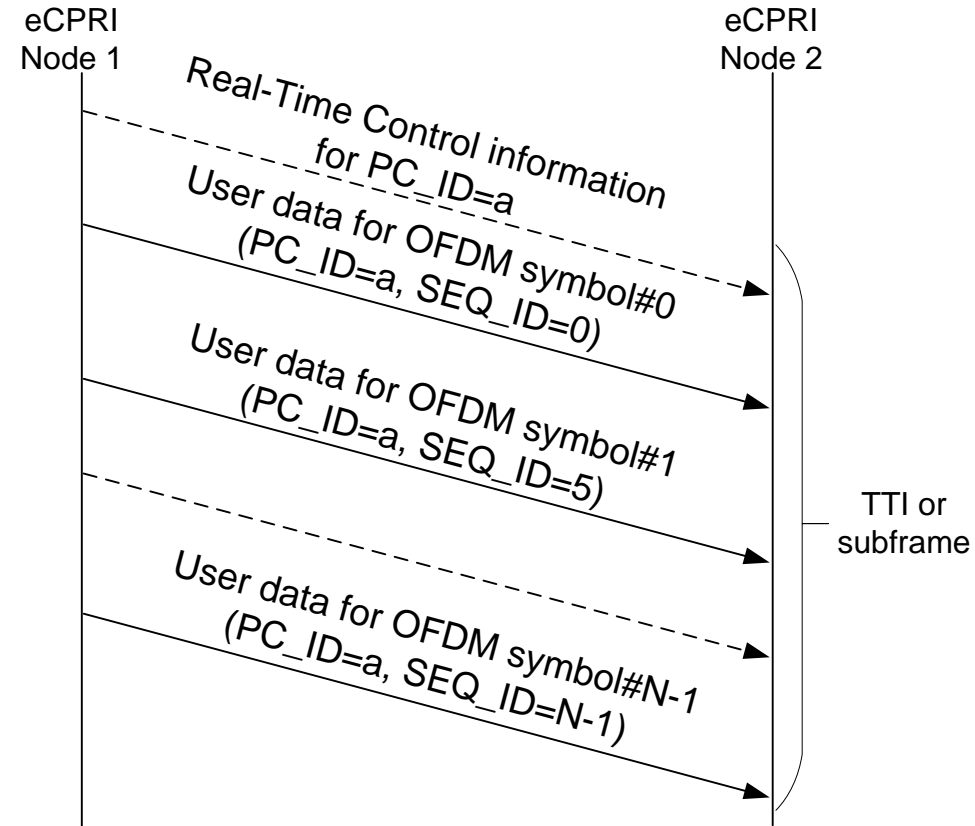 eCPRI
Node 1
eCPRI
Node 2
Real-Time Control information
for PC_ID=a
User data for OFDM symbol#0
(PC_ID=a, SEQ_ID=0)
User data for OFDM symbol#1
(PC_ID=a, SEQ_ID=5)
TTI or
subframe
User data for OFDM symbol#N-1
(PC_ID=a, SEQ_ID=N-1)